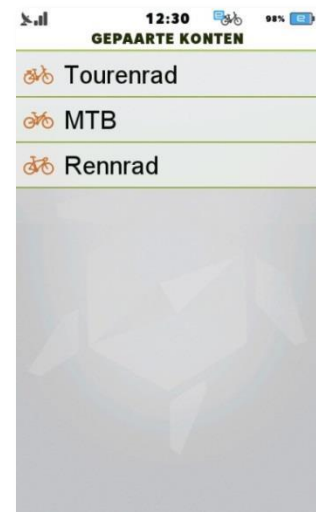 12:30
98%
GEPAARTE KONTEN
Tourenrad
MTB
Rennrad